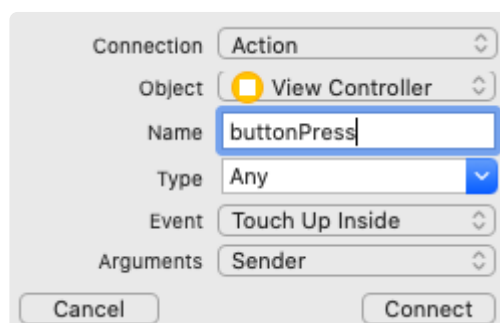 Connection Action
Object View Controller
Name buttonPress
Type Any
Event Touch Up Inside
Arguments Sender
Cancel Connect